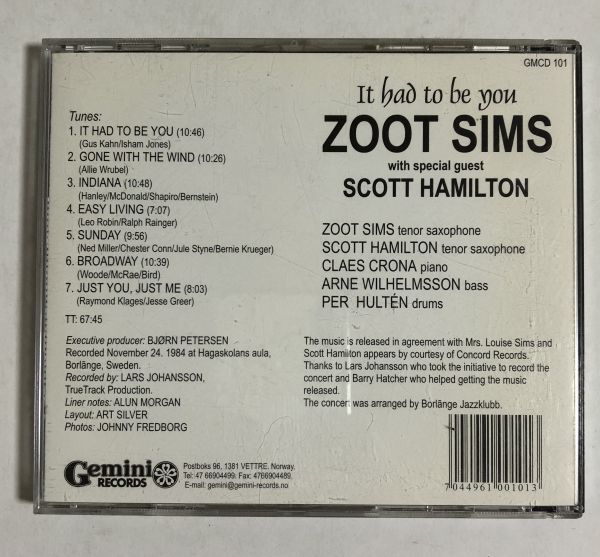 GMCD 101
It had to be you
ZOOT SIMS
with special guest
SCOTT HAMILTON
Tunes:
1. IT HAD TO BE YOU (10:46)
(Gus Kahn/Isham Jones)
2. GONE WITH THE WIND (10:26)
(Allie Wrubel)
3. INDIANA (10:48)
(Hanley/McDonald/Shapiro/Bernstein)
4. EASY LIVING (7:07)
(Leo Robin/Ralph Rainger)
5. SUNDAY (9:56)
(Ned Miller/Chester Conn/Jule Styne/Bernie Krueger)
6. BROADWAY (10:39)
(Woode/McRae/Bird)
7. JUST YOU, JUST ME (8:03)
(Raymond Klages/Jesse Greer)
TT: 67:45
ZOOT SIMS tenor saxophone
SCOTT HAMILTON tenor saxophone
CLAES CRONA piano
ARNE WILHELMSSON bass
PER HULTÉN drums
Executive producer: BJØRN PETERSEN
Recorded November 24. 1984 at Hagaskolans aula,
Borlänge, Sweden.
Recorded by: LARS JOHANSSON,
TrueTrack Production.
Liner notes: ALUN MORGAN
Layout: ART SILVER
Photos: JOHNNY FREDBORG
The music is released in agreement with Mrs. Louise Sims and
Scott Hamilton appears by courtesy of Concord Records.
Thanks to Lars Johansson who took the initiative to record the
concert and Barry Hatcher who helped getting the music
released.
The concert was arranged by Borlänge Jazzklubb.
Gemini
RECORDS
Postboks 96, 1381 VETTRE. Norway.
Tel: 47 66904499. Fax: 4766904489.
E-mail: gemini@gemini-records.no
7 044961 001013